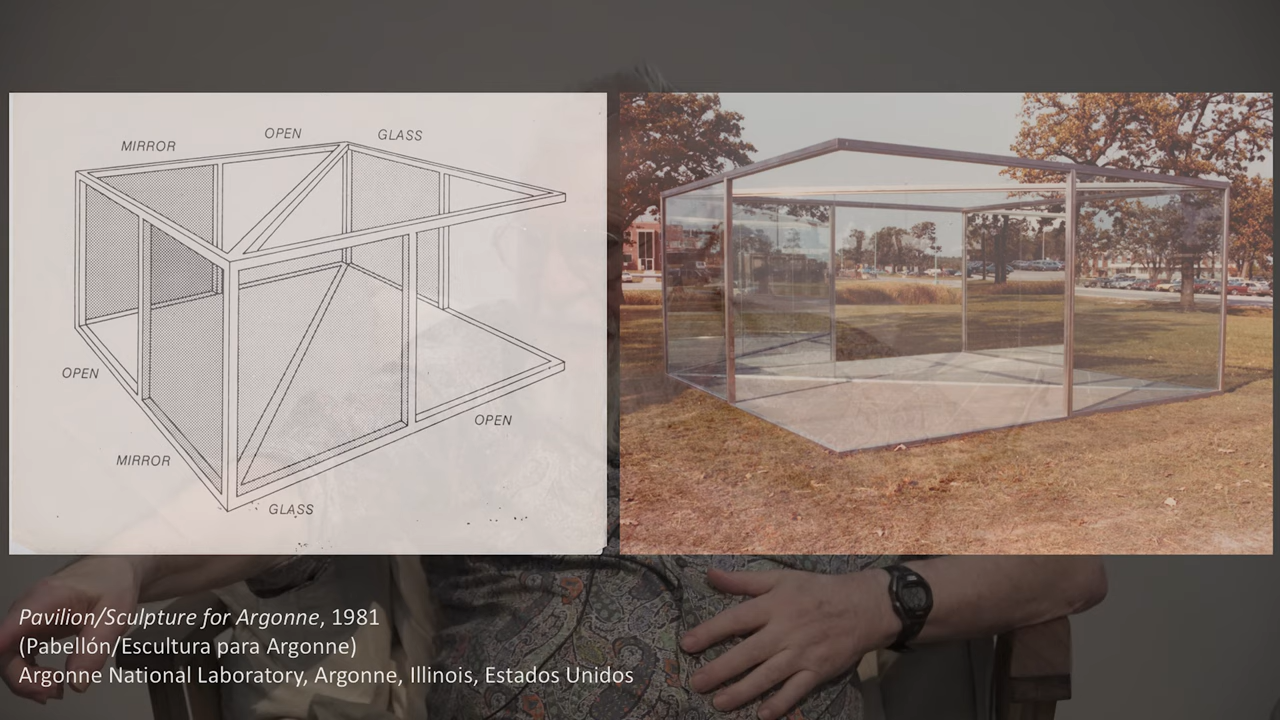 MIRROR
OPEN
GLASS
OPEN
OPEN
MIRROR
GLASS
Pavilion/Sculpture for Argonne, 1981
(Pabellón/Escultura para Argonne)
Argonne National Laboratory, Argonne, Illinois, Estados Unidos